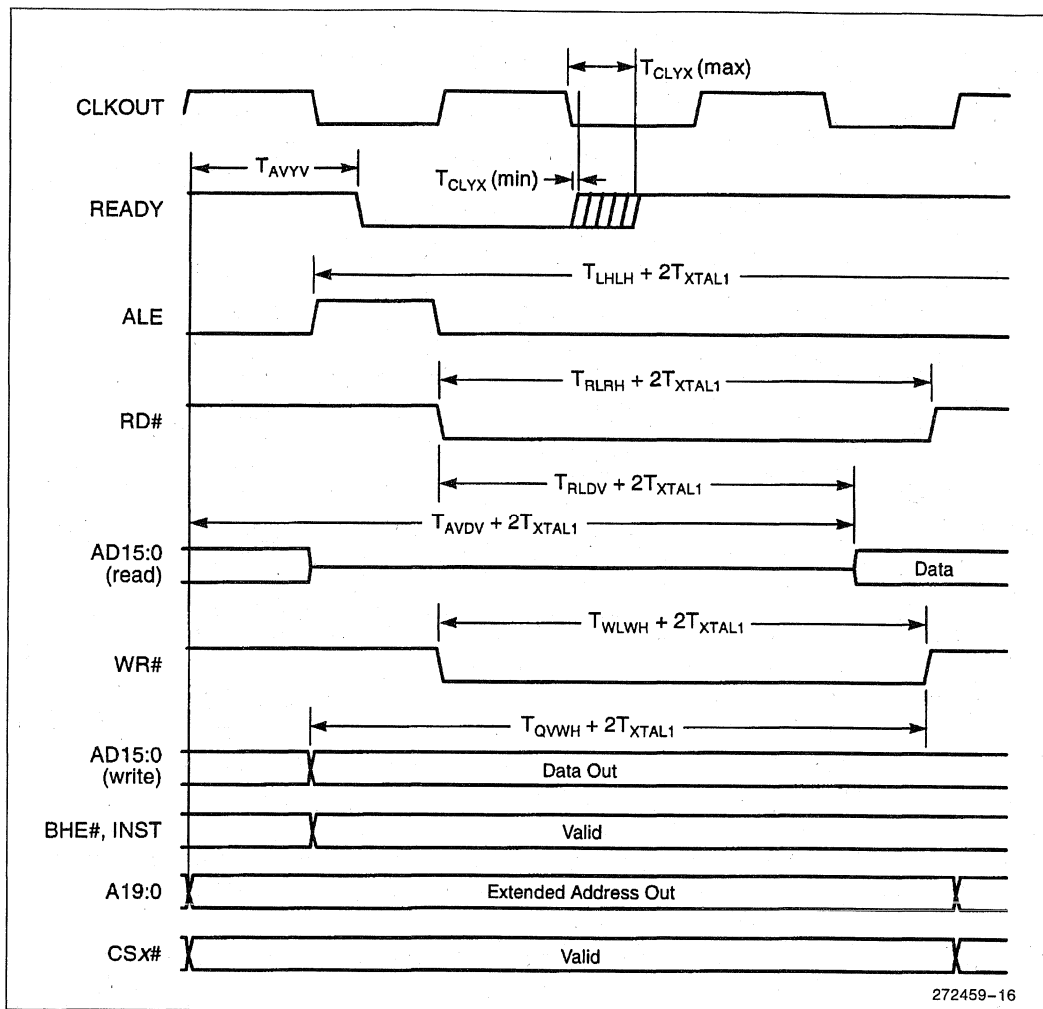 T_CLYX (max)
CLKOUT
T_AVYV
T_CLYX (min)
READY
T_LHLH + 2T_XTAL1
ALE
T_RLRH + 2T_XTAL1
RD#
T_RLDV + 2T_XTAL1
T_AVDV + 2T_XTAL1
AD15:0
(read)
Data
T_WLWH + 2T_XTAL1
WR#
T_QVWH + 2T_XTAL1
AD15:0
(write)
Data Out
BHE#, INST
Valid
A19:0
Extended Address Out
CSX#
Valid
272459-16